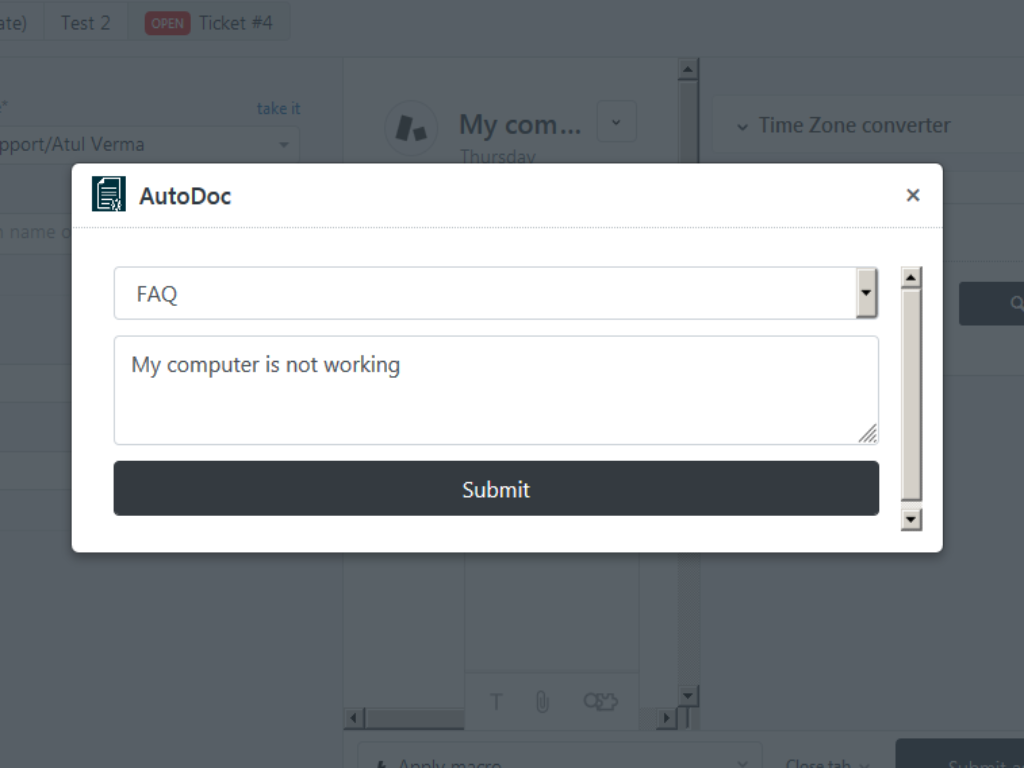 ate)
Test 2
OPEN
Ticket #4
take it
pport/Atul Verma
My com...
Thursday
Time Zone converter
AutoDoc
name o
FAQ
My computer is not working
Submit
T
Apply macro
Close tab
Submit a